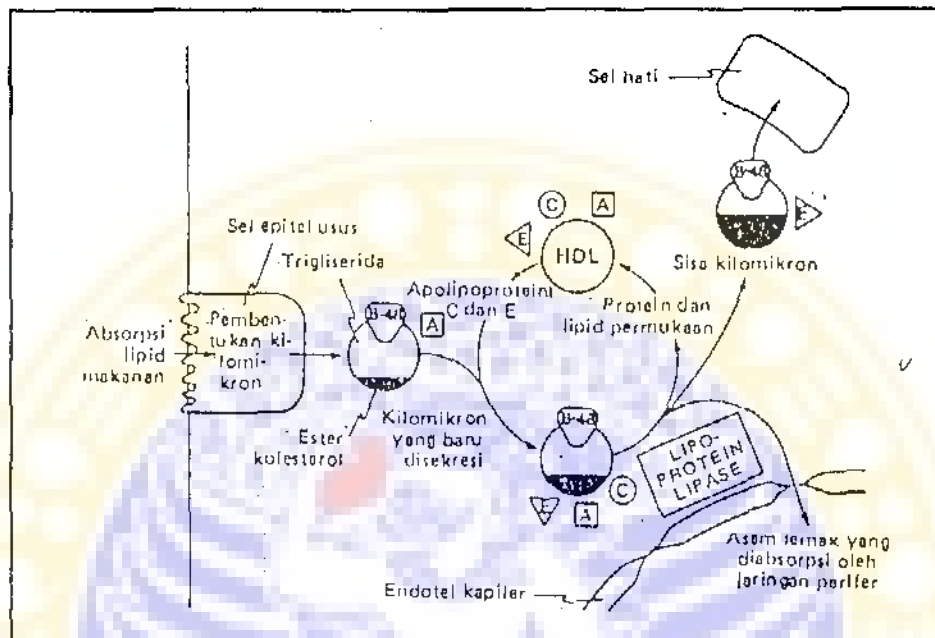 Sel hati
B-48
E
Sisa kilomikron
C
A
E
HDL
Sel epitel usus
Trigliserida
Apolipoprotein
C dan E
Protein dan
lipid permukaan
Absorpsi
lipid
makanan
Pemben-
tukan ki-
lomi-
kron
B-48
A
Ester
kolesterol
Kilomikron
yang baru
disekresi
B-48
C
E
A
LIPO-
PROTEIN
LIPASE
Asam lemak yang
diabsorpsi oleh
jaringan perifer
Endotel kapiler